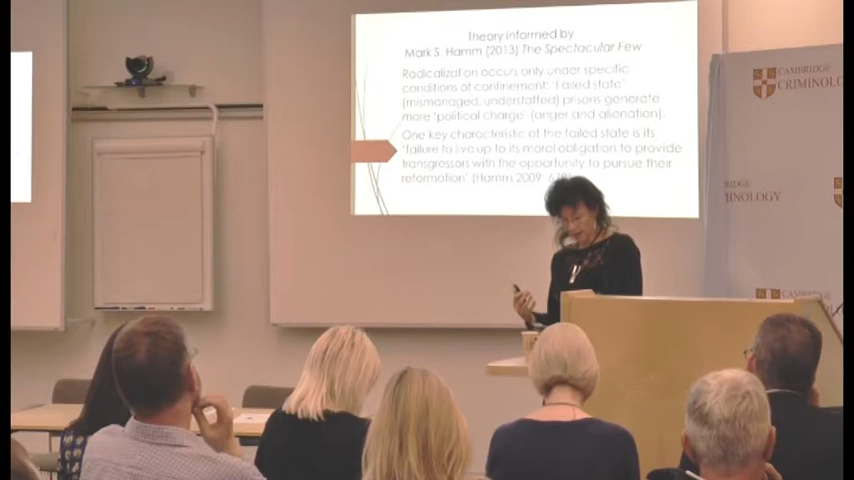 Theory informed by
Mark S. Hamm (2013) The Spectacular Few
Radicalization occurs only under specific
conditions of confinement: 'Failed state'
(mismanaged, understaffed) prisons generate
more 'political charge' (anger and alienation).
One key characteristic of the failed state is its
'failure to live up to its moral obligation to provide
transgressors with the opportunity to pursue their
reformation' (Hamm 2009:
CAMBRIDGE
CRIMINOLO
RIDGE
INOLOGY
CAMBRIDGE